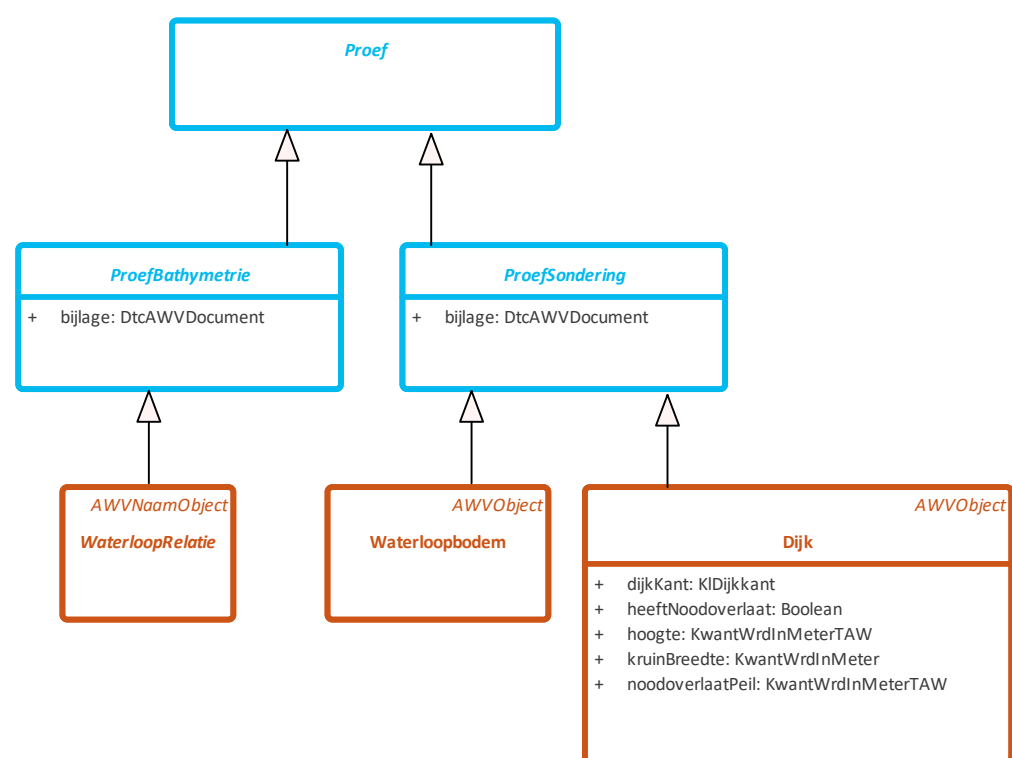 Proef
ProefBathymetrie
+ bijlage: DtcAWVDocument
ProefSondering
+ bijlage: DtcAWVDocument
AWVNaamObject
WaterloopRelatie
AWVObject
Waterloopbodem
AWVObject
Dijk
+ dijkKant: KlDijkkant
+ heeftNoodoverlaat: Boolean
+ hoogte: KwantWrdInMeterTAW
+ kruinBreedte: KwantWrdInMeter
+ noodoverlaatPeil: KwantWrdInMeterTAW